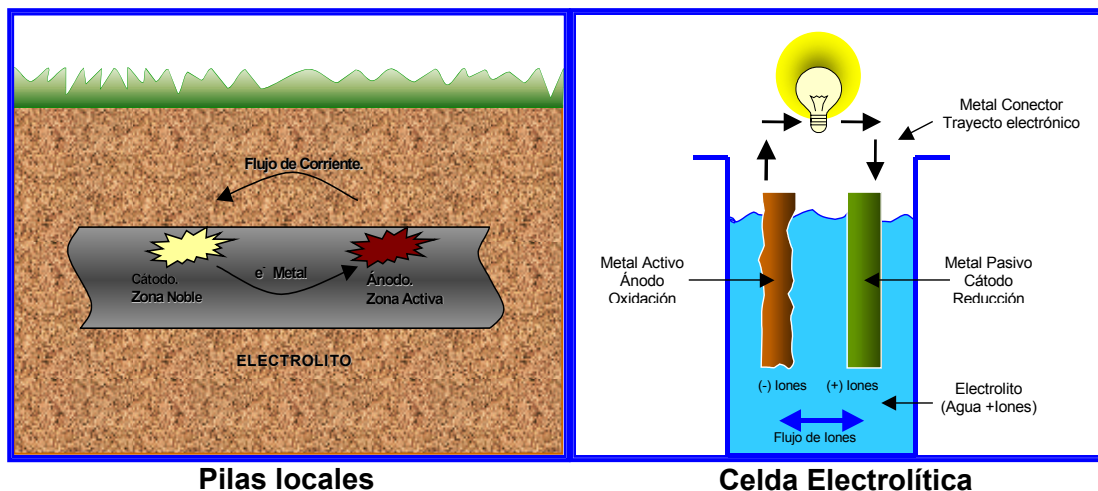 Flujo de Corriente.
e- Metal
Cátodo.
Zona Noble
Ánodo.
Zona Activa
ELECTROLITO
Pilas locales
Metal Conector
Trayecto electrónico
Metal Activo
Ánodo
Oxidación
Metal Pasivo
Cátodo
Reducción
(-) Iones
(+) Iones
Electrolito
(Agua +Iones)
Flujo de Iones
Celda Electrolítica